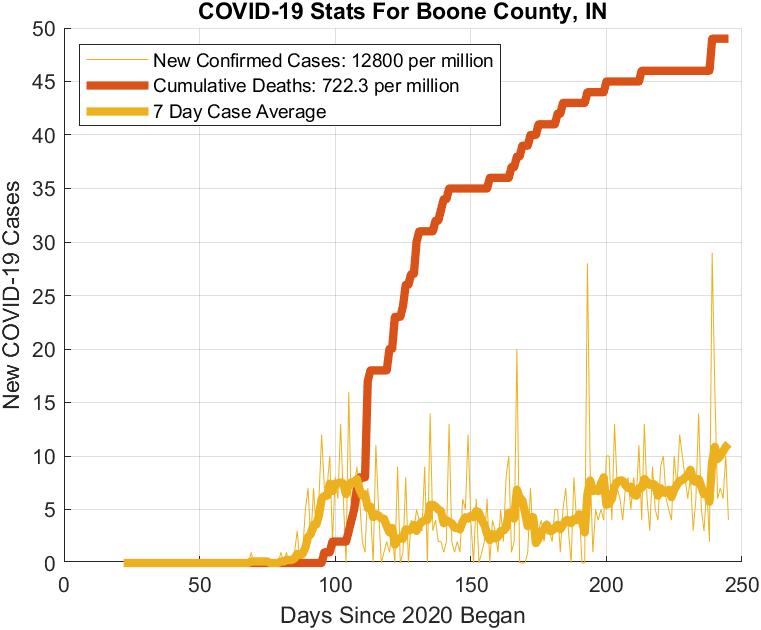 COVID-19 Stats For Boone County, IN
New Confirmed Cases: 12800 per million
Cumulative Deaths: 722.3 per million
7 Day Case Average
New COVID-19 Cases
50
45
40
35
30
25
20
15
10
5
0
0 50 100 150 200 250
Days Since 2020 Began